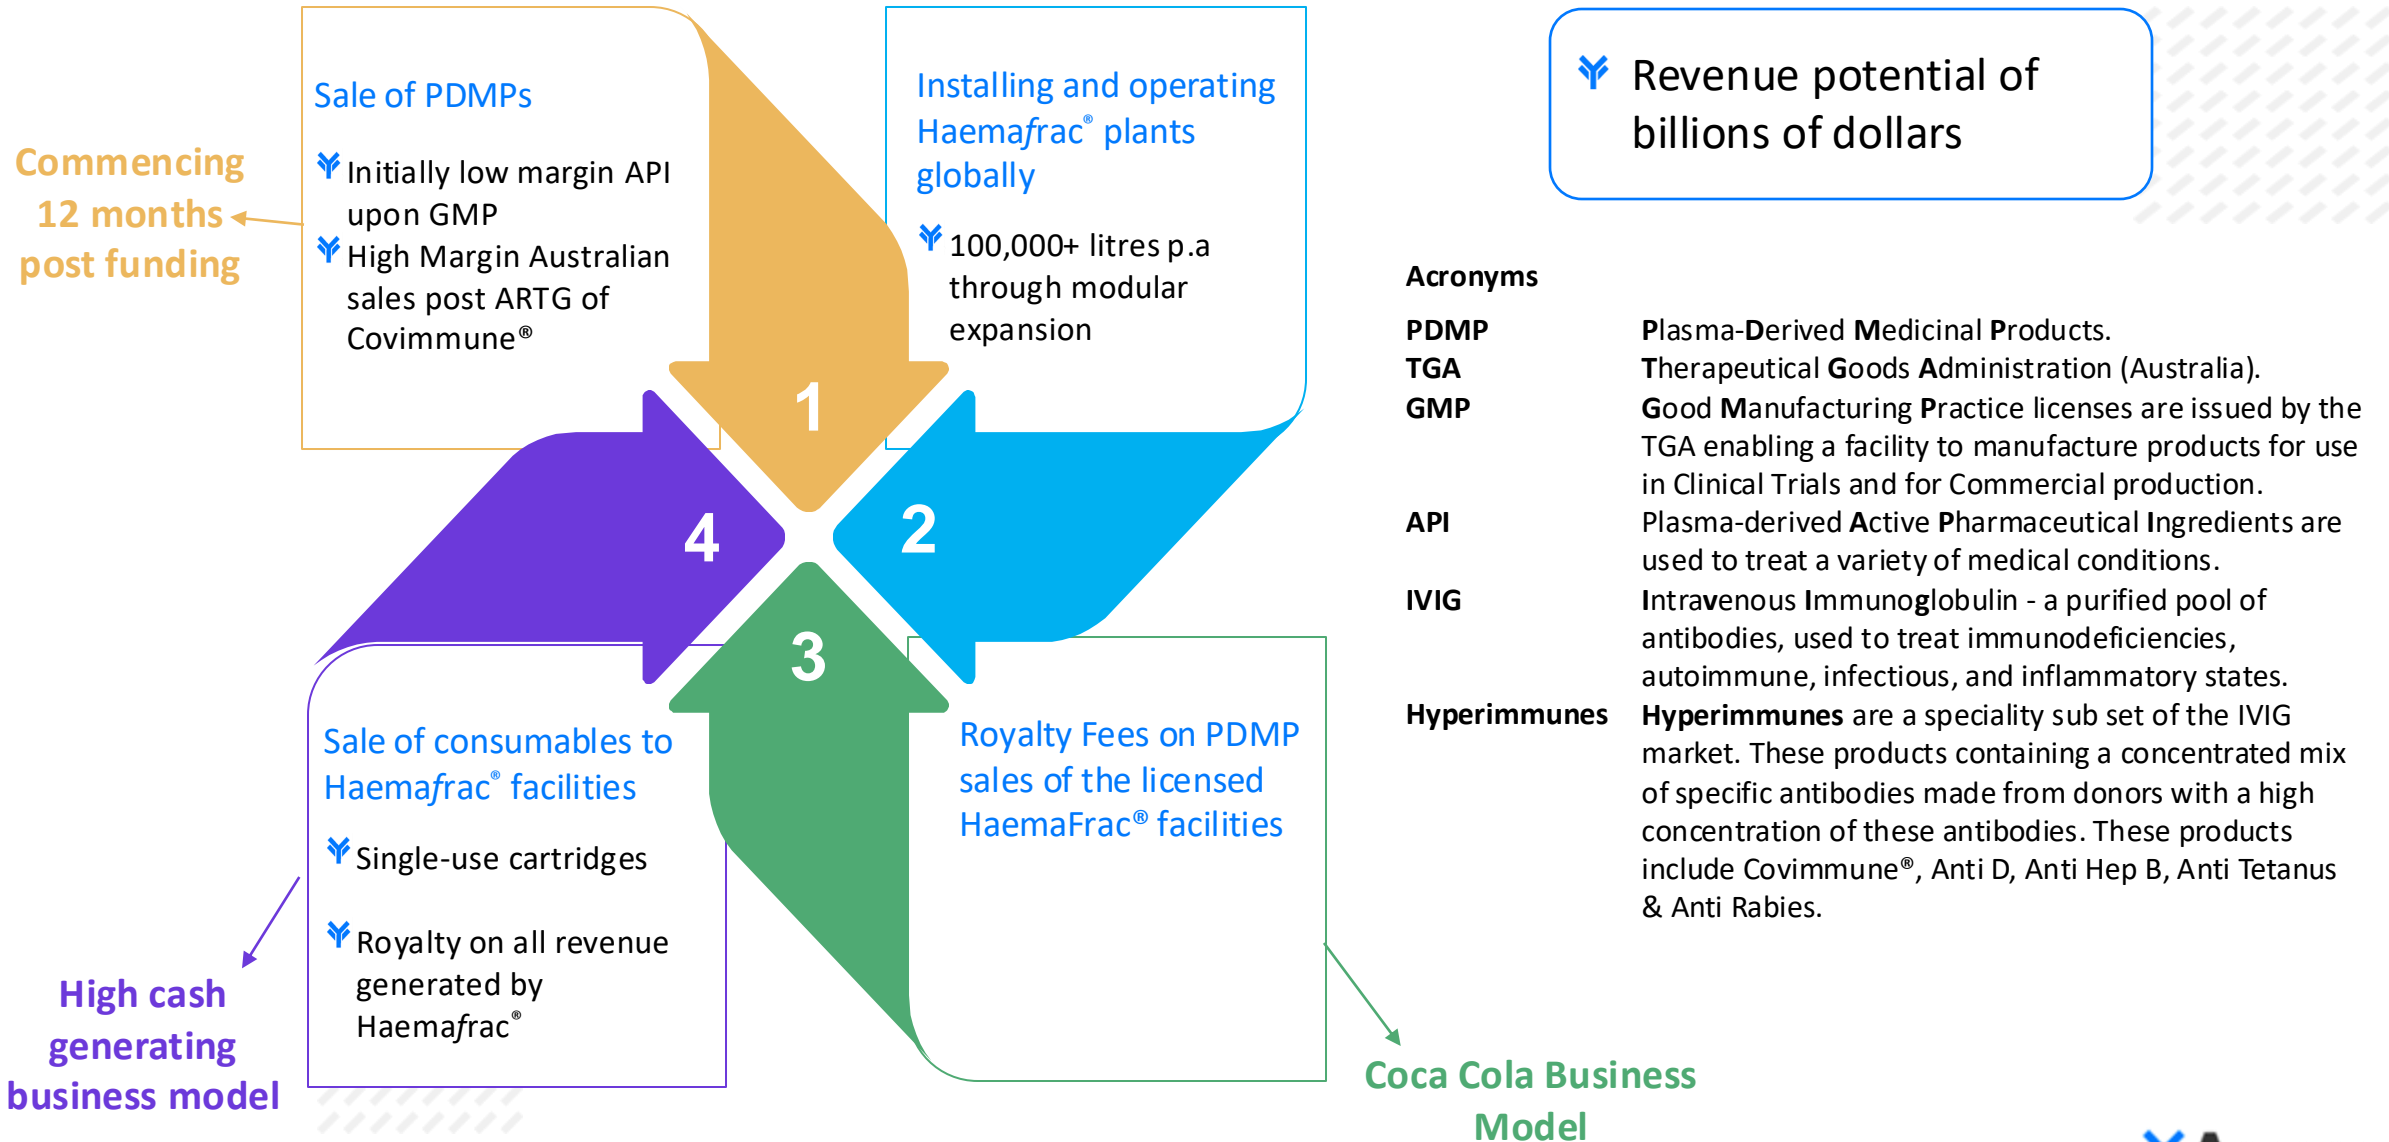 Commencing
12 months
post funding
Sale of PDMPs
Initially low margin API
upon GMP
High Margin Australian
sales post ARTG of
Covimmune®
1
Installing and operating
Haemafrac® plants
globally
100,000+ litres p.a
through modular
expansion
2
Royalty Fees on PDMP
sales of the licensed
HaemaFrac® facilities
3
Coca Cola Business
Model
4
Sale of consumables to
Haemafrac® facilities
Single-use cartridges
Royalty on all revenue
generated by
Haemafrac®
High cash
generating
business model
Revenue potential of
billions of dollars
Acronyms
PDMP Plasma-Derived Medicinal Products.
TGA Therapeutical Goods Administration (Australia).
GMP Good Manufacturing Practice licenses are issued by the
TGA enabling a facility to manufacture products for use
in Clinical Trials and for Commercial production.
API Plasma-derived Active Pharmaceutical Ingredients are
used to treat a variety of medical conditions.
IVIG Intravenous Immunoglobulin - a purified pool of
antibodies, used to treat immunodeficiencies,
autoimmune, infectious, and inflammatory states.
Hyperimmunes Hyperimmunes are a speciality sub set of the IVIG
market. These products containing a concentrated mix
of specific antibodies made from donors with a high
concentration of these antibodies. These products
include Covimmune®, Anti D, Anti Hep B, Anti Tetanus
& Anti Rabies.